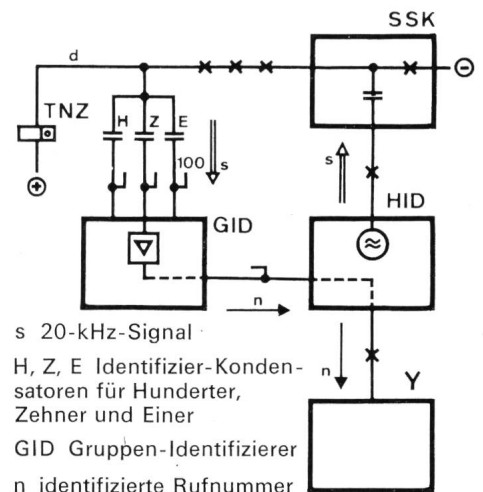 SSK
d
TNZ
H Z E
100 s
s
GID
HID
n
n
Y
s 20-kHz-Signal
H, Z, E Identifizier-Konden-
satoren für Hunderter,
Zehner und Einer
GID Gruppen-Identifizierer
n identifizierte Rufnummer